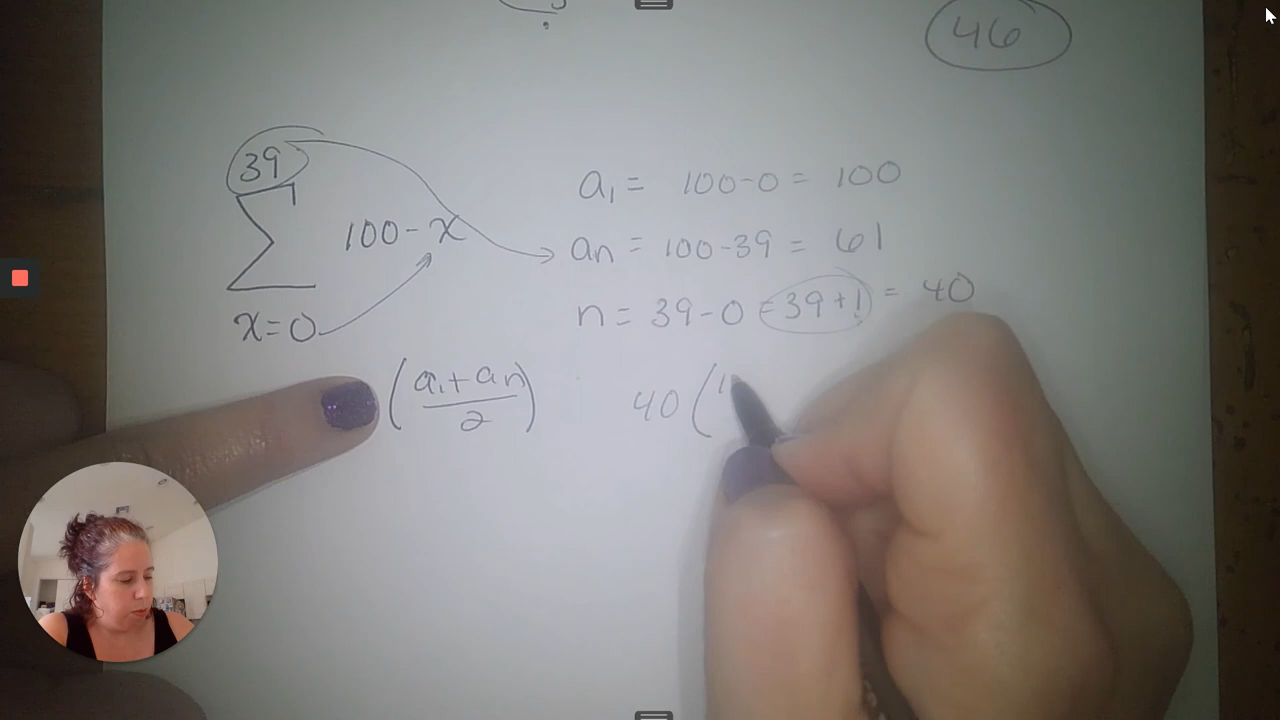 46
39
∑ 100 - x
x = 0
a₁ = 100 - 0 = 100
aₙ = 100 - 39 = 61
n = 39 - 0 = 39 + 1 = 40
(a₁ + aₙ / 2)
40 (1